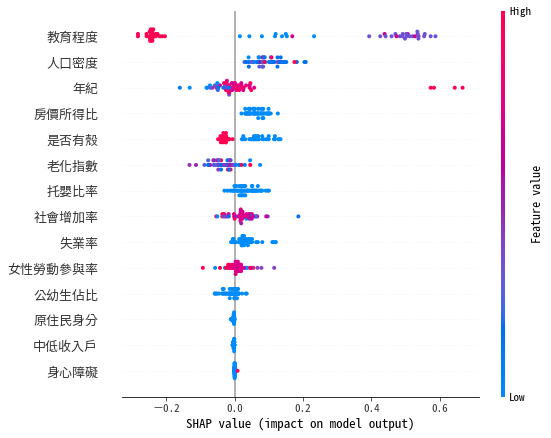 High
教育程度
人口密度
年紀
房價所得比
是否有殼
老化指數
托嬰比率
社會增加率
失業率
女性勞動參與率
公幼生佔比
原住民身分
中低收入戶
身心障礙
Feature value
Low
−0.2 0.0 0.2 0.4 0.6
SHAP value (impact on model output)